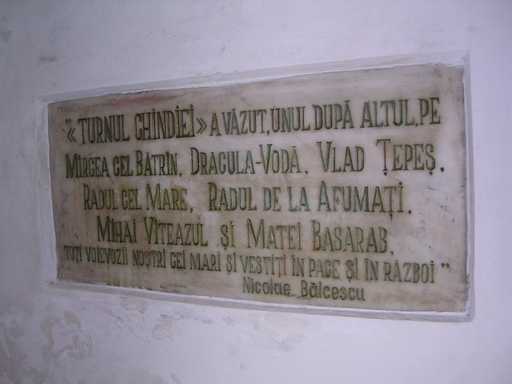 "«TURNUL CHINDIEI» A VĂZUT, UNUL DUPĂ ALTUL, PE
MIRCEA CEL BĂTRÎN, DRACULA-VODĂ, VLAD ȚEPEȘ,
RADUL CEL MARE, RADUL DE LA AFUMAȚI,
MIHAI VITEAZUL ȘI MATEI BASARAB,
TOȚI VOIEVOZII NOSTRI CEI MARI ȘI VESTIȚI ÎN PACE ȘI ÎN RĂZBOI"
Nicolae Bălcescu